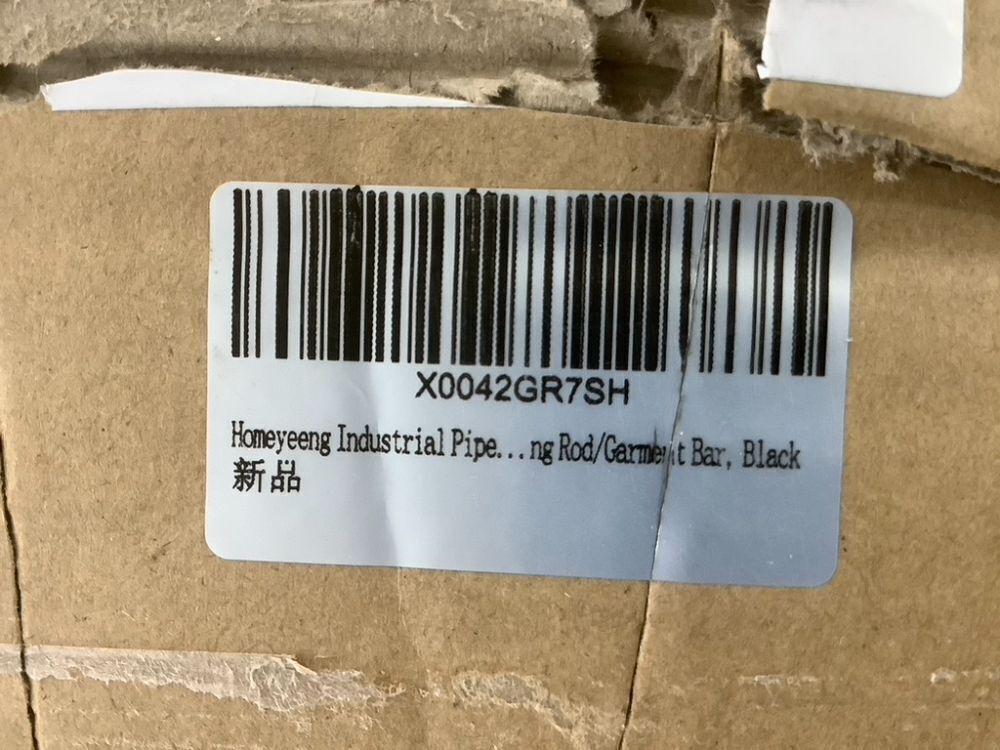 X0042GR7SH
Homeyeeng Industrial Pipe...ng Rod/Garment Bar, Black
新品